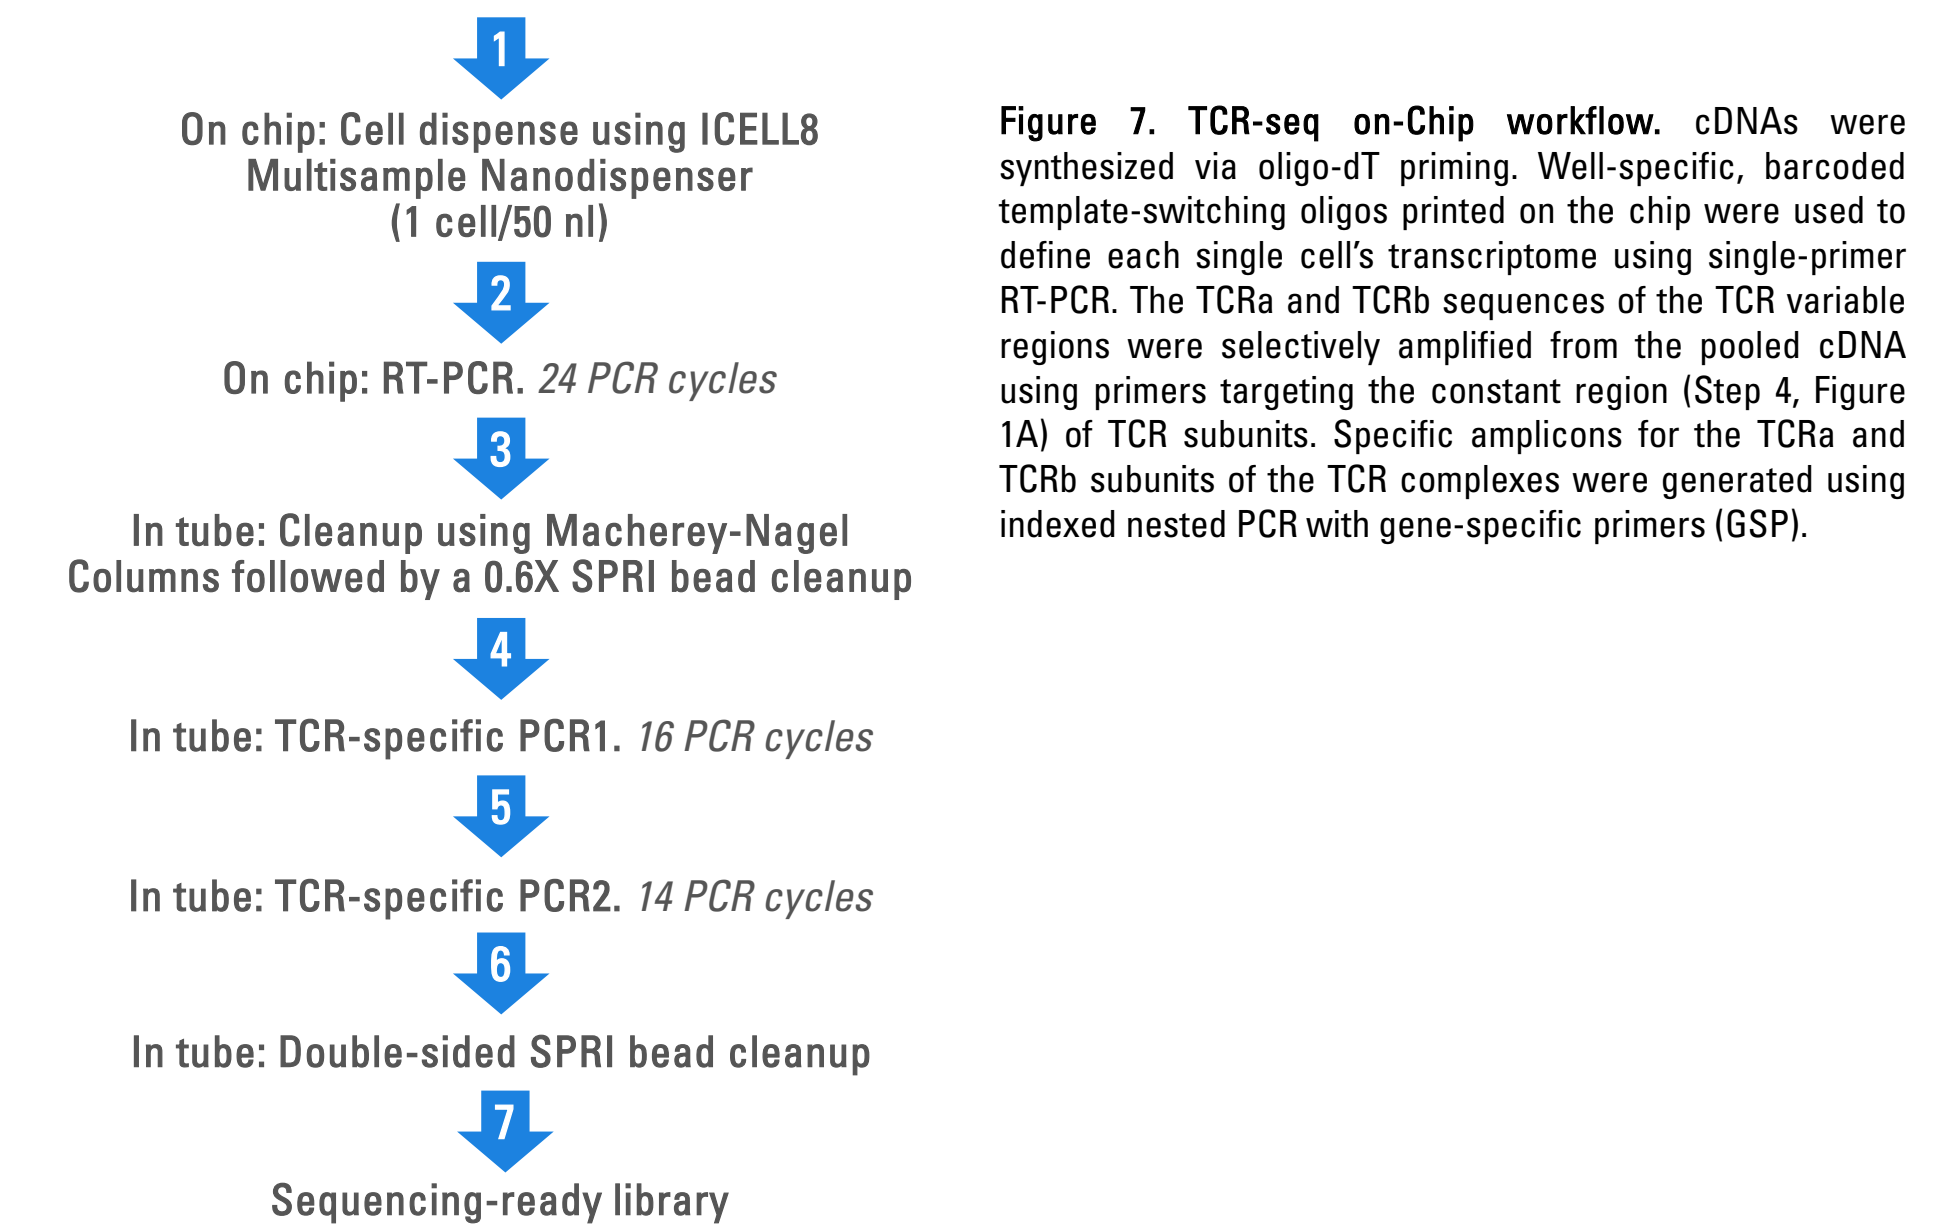 1
On chip: Cell dispense using ICELL8
Multisample Nanodispenser
(1 cell/50 nl)
2
On chip: RT-PCR. 24 PCR cycles
3
In tube: Cleanup using Macherey-Nagel
Columns followed by a 0.6X SPRI bead cleanup
4
In tube: TCR-specific PCR1. 16 PCR cycles
5
In tube: TCR-specific PCR2. 14 PCR cycles
6
In tube: Double-sided SPRI bead cleanup
7
Sequencing-ready library
Figure 7. TCR-seq on-Chip workflow. cDNAs were
synthesized via oligo-dT priming. Well-specific, barcoded
template-switching oligos printed on the chip were used to
define each single cell’s transcriptome using single-primer
RT-PCR. The TCRa and TCRb sequences of the TCR variable
regions were selectively amplified from the pooled cDNA
using primers targeting the constant region (Step 4, Figure
1A) of TCR subunits. Specific amplicons for the TCRa and
TCRb subunits of the TCR complexes were generated using
indexed nested PCR with gene-specific primers (GSP).